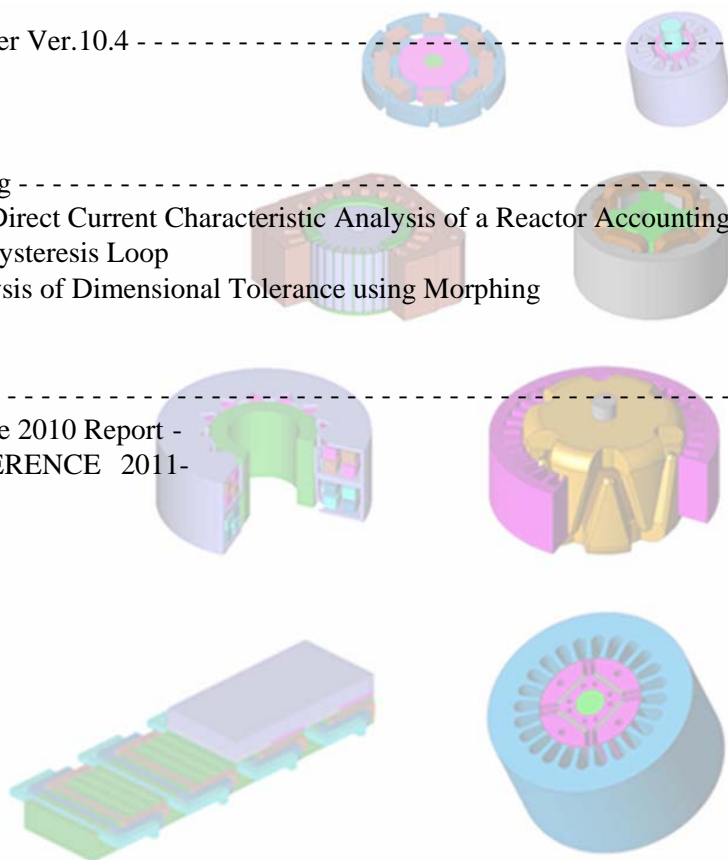 er Ver.10.4 - - - - - - - - - - - - - - - - - - - - - - - - - - - - - - - - - - - - - - - - - - -
g - - - - - - - - - - - - - - - - - - - - - - - - - - - - - - - - - - - - - - - - - - - - - - - - - - - -
Direct Current Characteristic Analysis of a Reactor Accounting
ysteresis Loop
ysis of Dimensional Tolerance using Morphing
- - - - - - - - - - - - - - - - - - - - - - - - - - - - - - - - - - - - - - - - - - - - - - - - - - - - -
e 2010 Report -
ERENCE 2011-